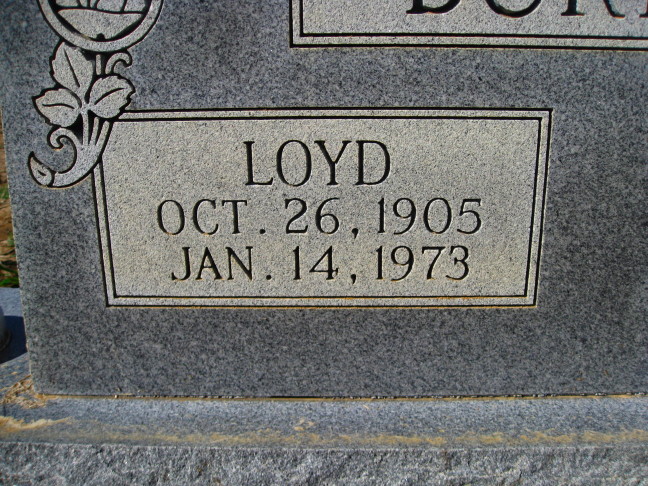 LOYD
OCT. 26, 1905
JAN. 14, 1973